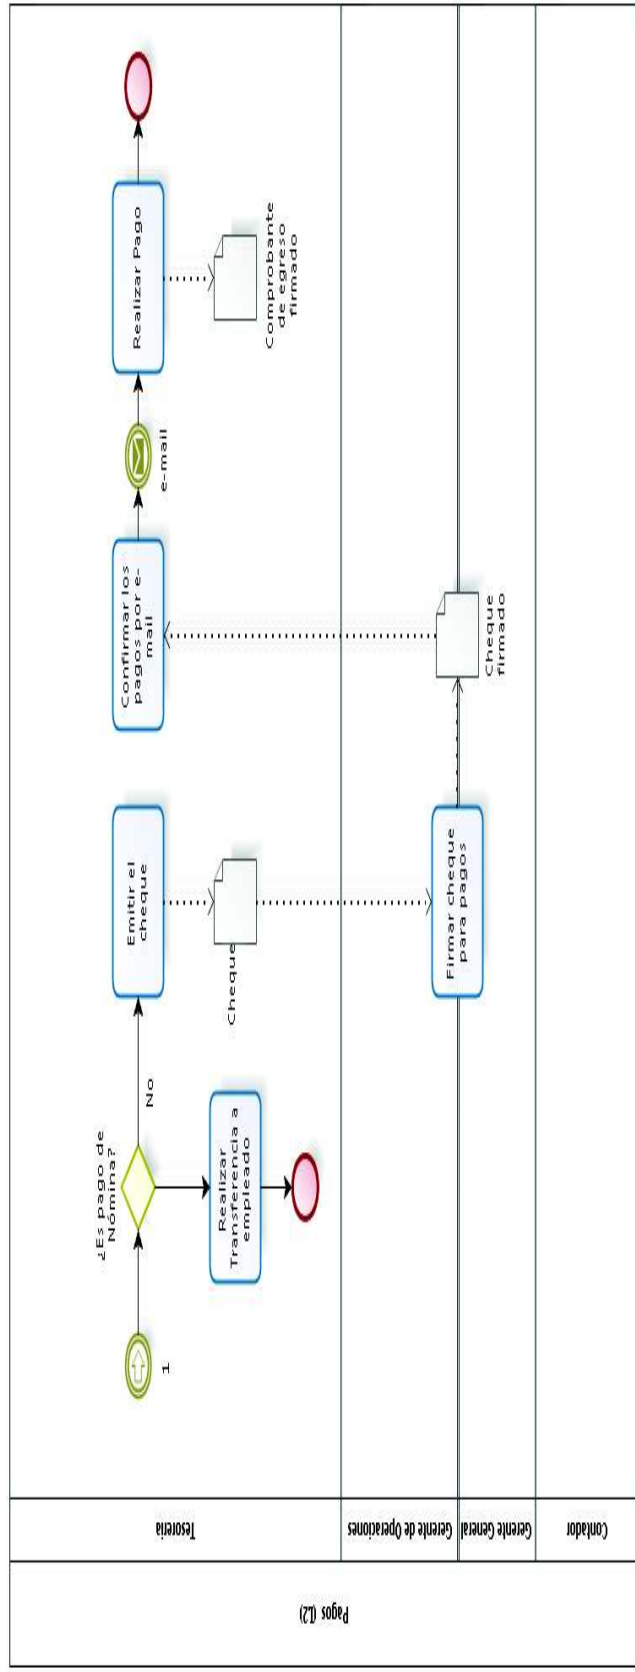 Pagos (L2)
Tesoreria
Gerente de Operaciones
Gerente General
Contador
1
¿Es pago de
Nómina?
No
Realizar
Transferencia a
empleado
Emitir el
cheque
Cheque
Firmar cheque
para pagos
Cheque
firmado
Confirmar los
pagos por e-
mail
e-mail
Realizar Pago
Comprobante
de egreso
firmado